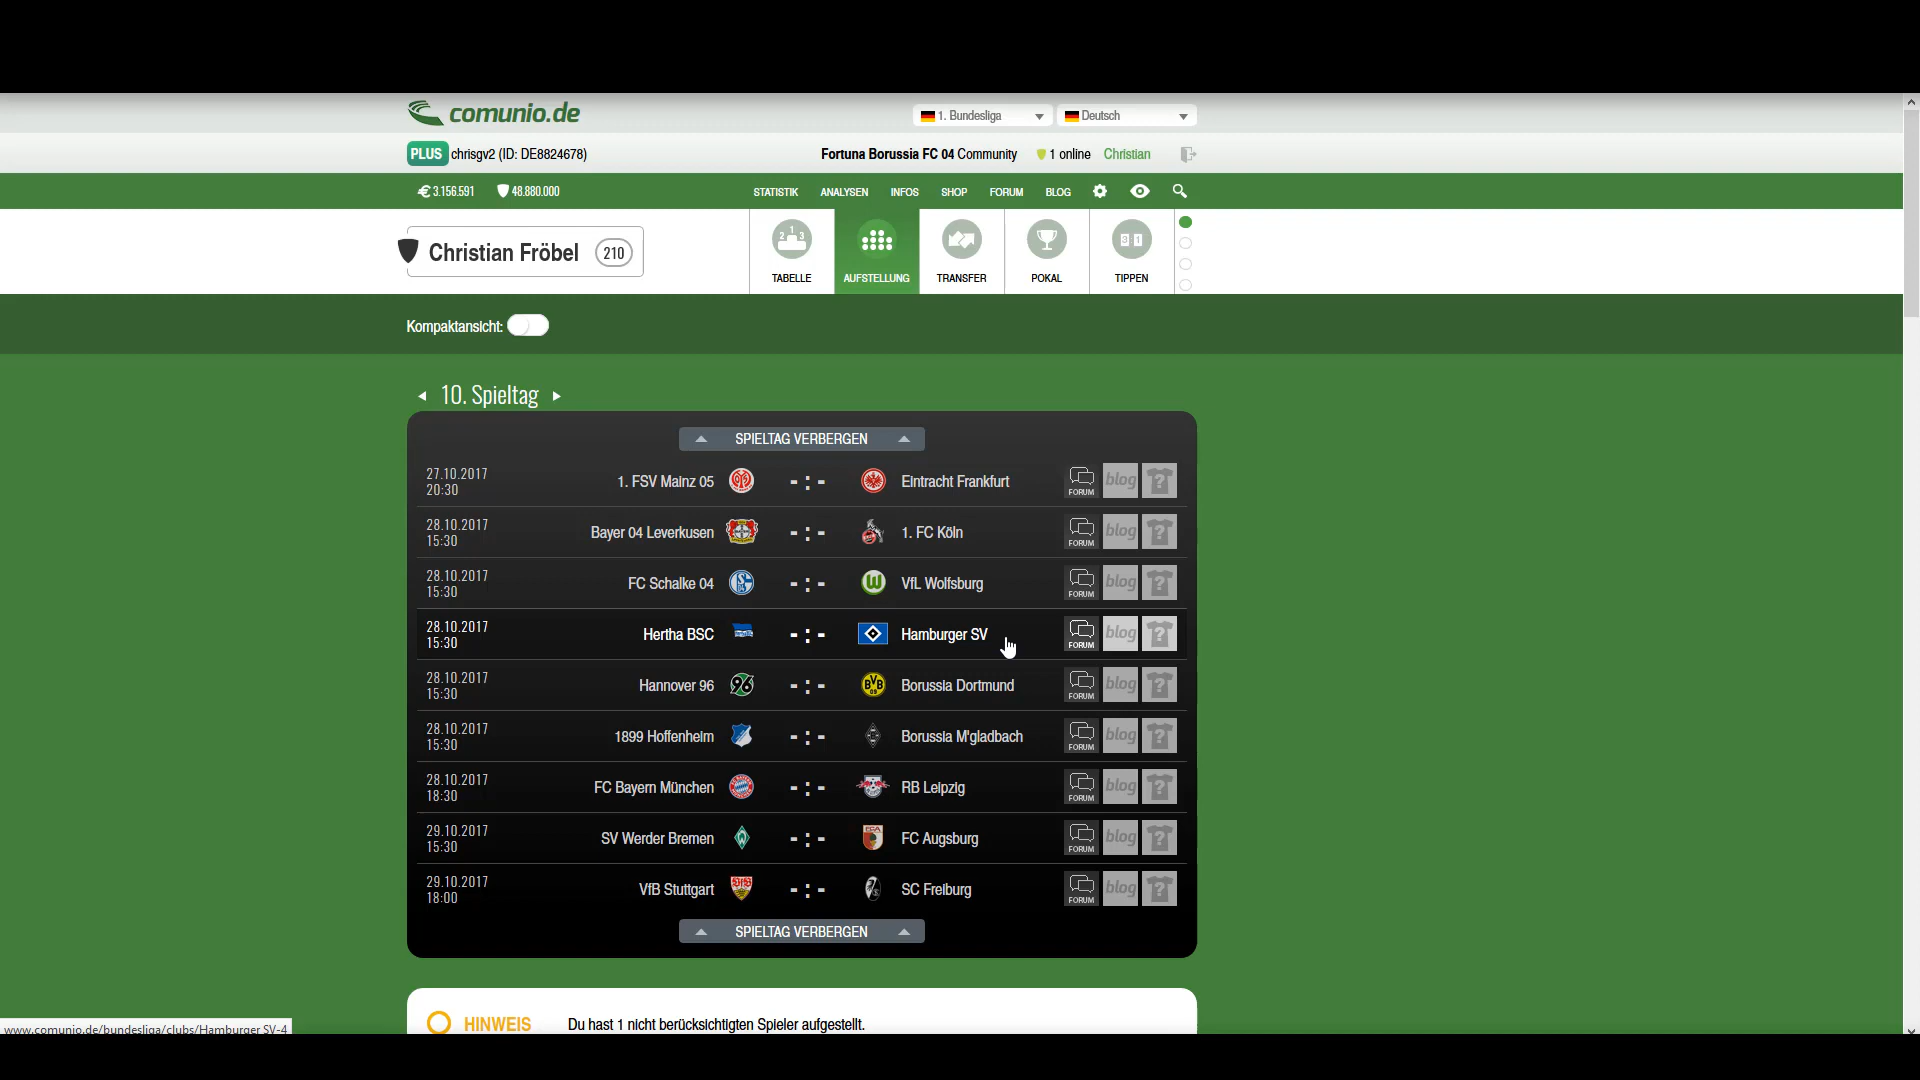 comunio.de
1. Bundesliga
Deutsch
PLUS chrisgv2 (ID: DE8824678)
Fortuna Borussia FC 04 Community
1 online
Christian
3.156.591
48.880.000
STATISTIK
ANALYSEN
INFOS
SHOP
FORUM
BLOG
Christian Fröbel 210
TABELLE
AUFSTELLUNG
TRANSFER
POKAL
TIPPEN
Kompaktansicht:
10. Spieltag
SPIELTAG VERBERGEN
27.10.2017
20:30
1. FSV Mainz 05 - : - Eintracht Frankfurt
FORUM
blog
?
28.10.2017
15:30
Bayer 04 Leverkusen - : - 1. FC Köln
FORUM
blog
?
28.10.2017
15:30
FC Schalke 04 - : - VfL Wolfsburg
FORUM
blog
?
28.10.2017
15:30
Hertha BSC - : - Hamburger SV
FORUM
blog
?
28.10.2017
15:30
Hannover 96 - : - Borussia Dortmund
FORUM
blog
?
28.10.2017
15:30
1899 Hoffenheim - : - Borussia M'gladbach
FORUM
blog
?
28.10.2017
18:30
FC Bayern München - : - RB Leipzig
FORUM
blog
?
29.10.2017
15:30
SV Werder Bremen - : - FC Augsburg
FORUM
blog
?
29.10.2017
18:00
VfB Stuttgart - : - SC Freiburg
FORUM
blog
?
SPIELTAG VERBERGEN
HINWEIS
Du hast 1 nicht berücksichtigten Spieler aufgestellt.
www.comunio.de/bundesliga/clubs/Hamburger SV-4